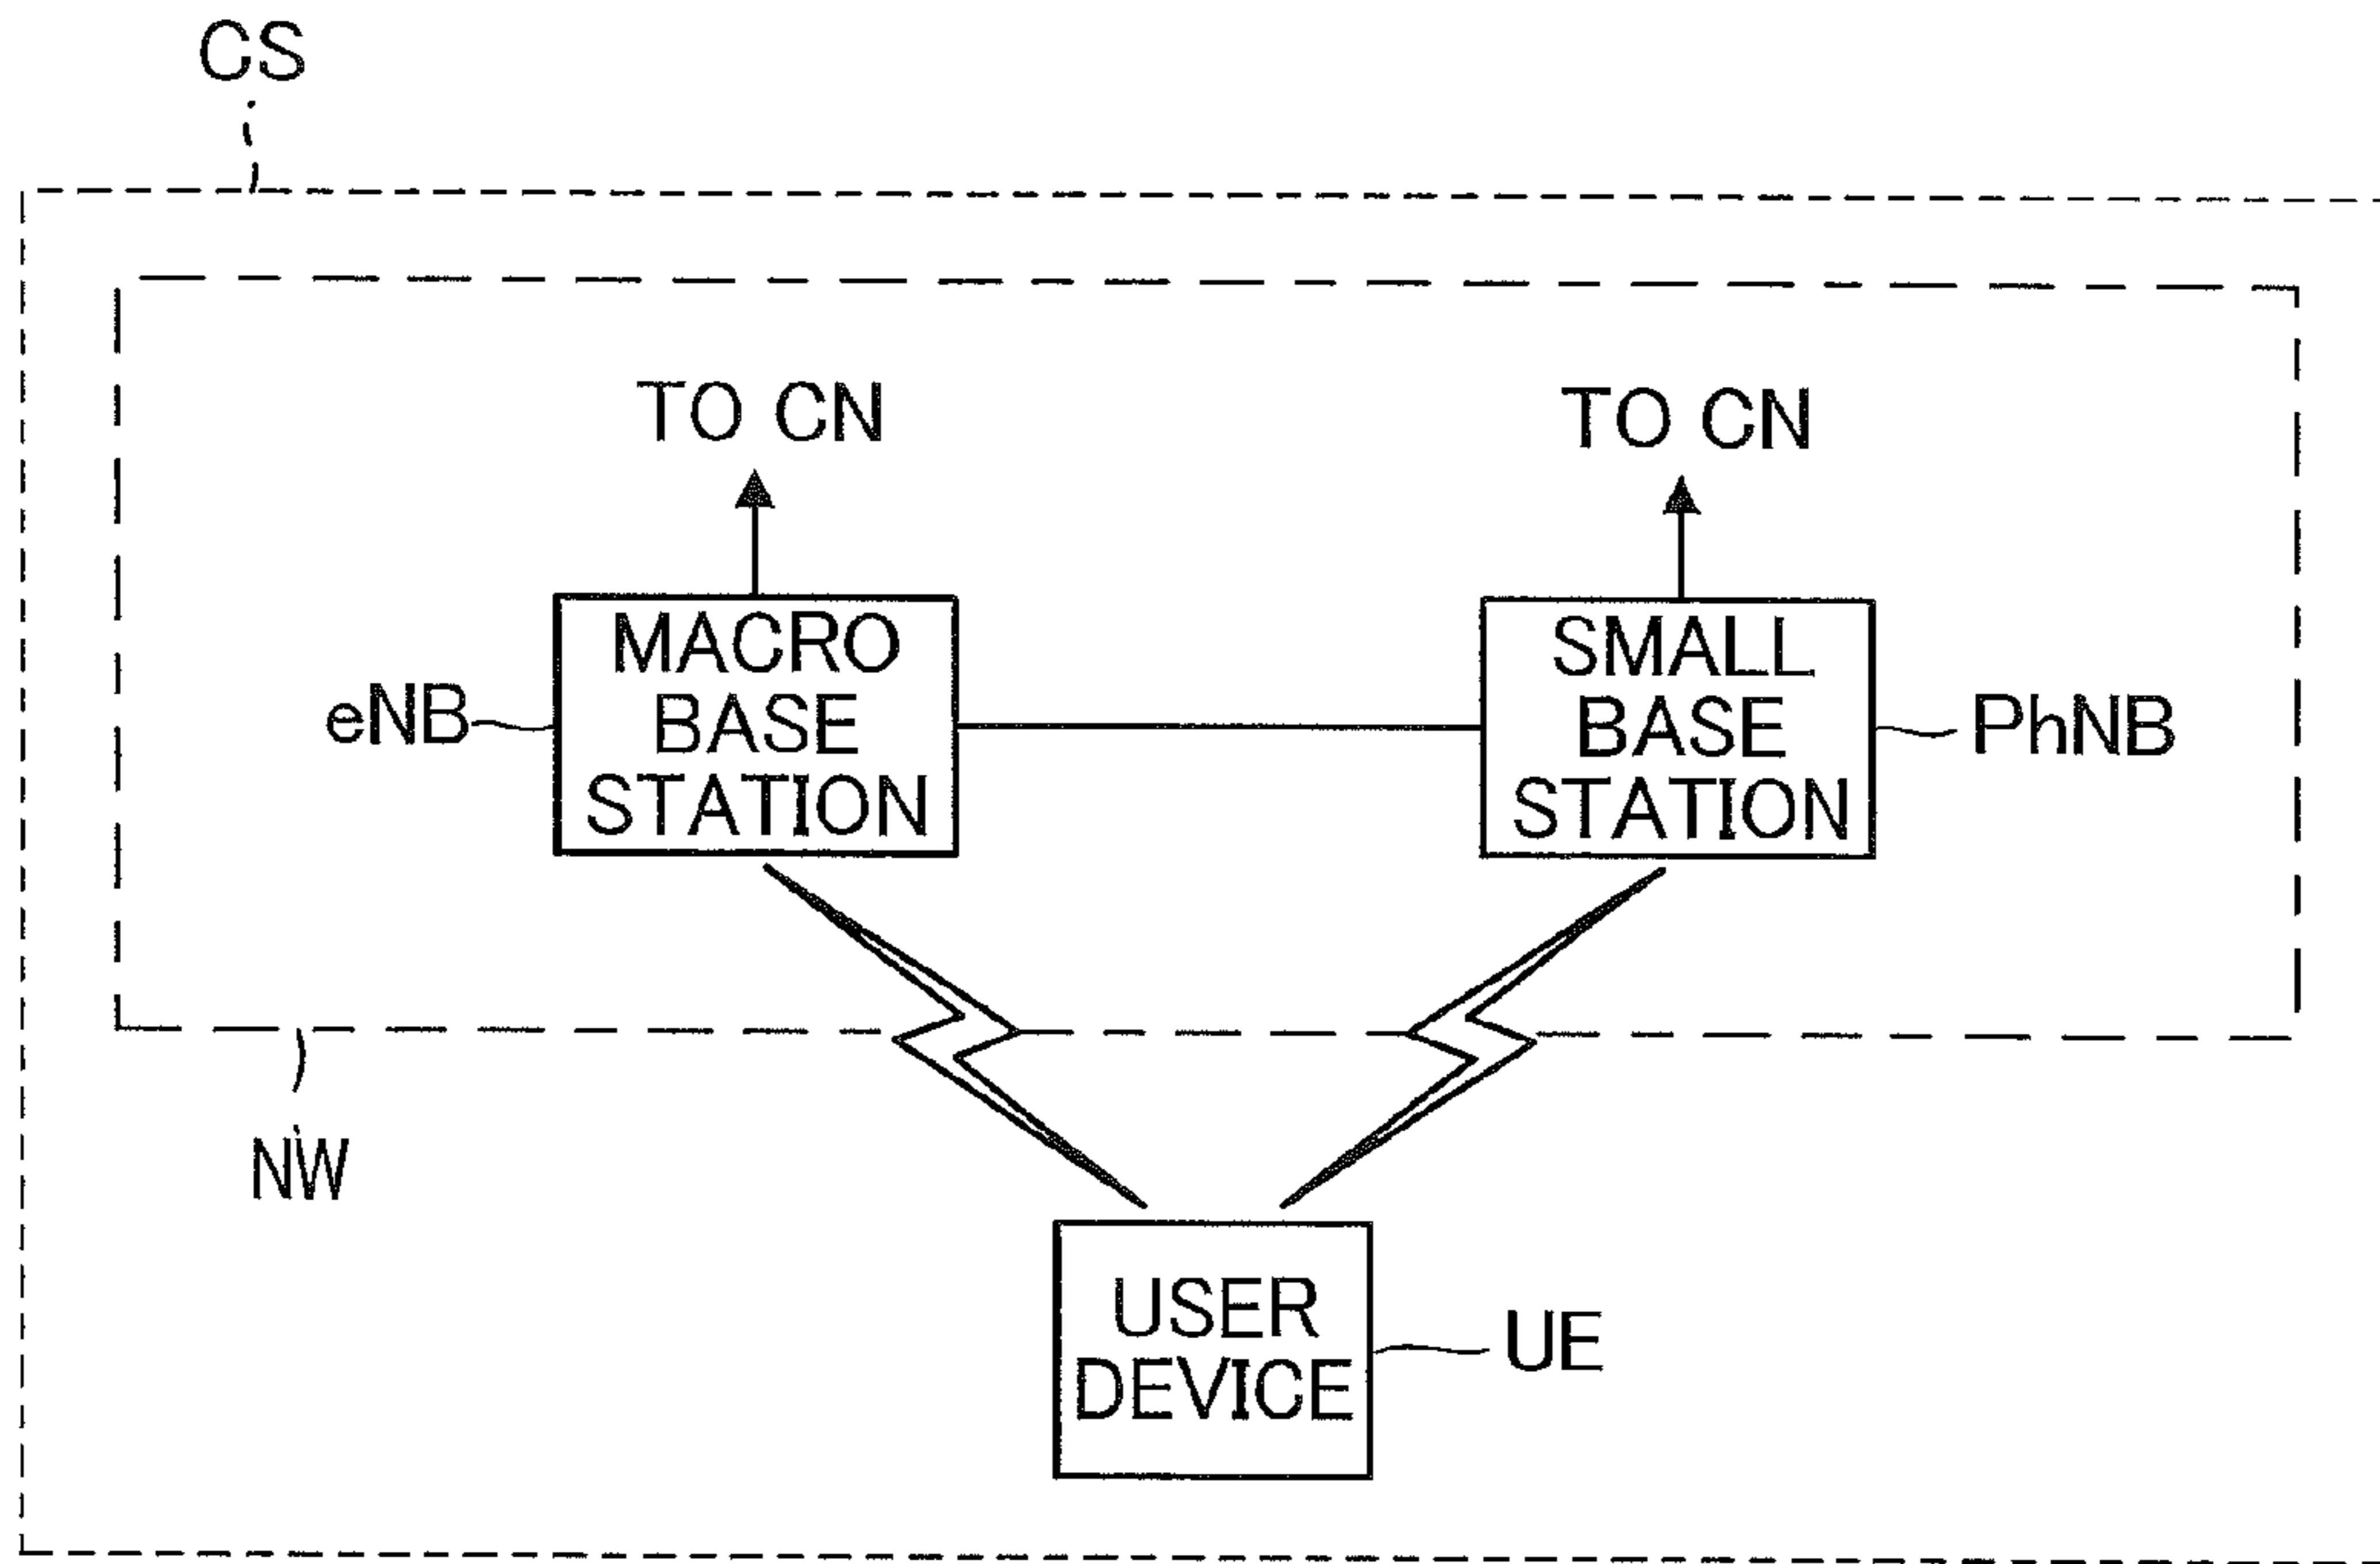 CS
TO CN
TO CN
MACRO
BASE
STATION
SMALL
BASE
STATION
eNB
PhNB
NW
USER
DEVICE
UE